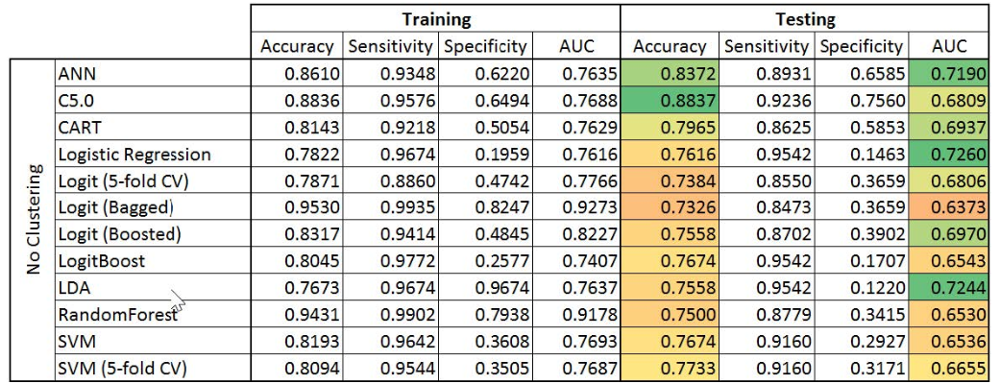 Training Testing
Accuracy Sensitivity Specificity AUC Accuracy Sensitivity Specificity AUC
No Clustering
ANN 0.8610 0.9348 0.6220 0.7635 0.8372 0.8931 0.6585 0.7190
C5.0 0.8836 0.9576 0.6494 0.7688 0.8837 0.9236 0.7560 0.6809
CART 0.8143 0.9218 0.5054 0.7629 0.7965 0.8625 0.5853 0.6937
Logistic Regression 0.7822 0.9674 0.1959 0.7616 0.7616 0.9542 0.1463 0.7260
Logit (5-fold CV) 0.7871 0.8860 0.4742 0.7766 0.7384 0.8550 0.3659 0.6806
Logit (Bagged) 0.9530 0.9935 0.8247 0.9273 0.7326 0.8473 0.3659 0.6373
Logit (Boosted) 0.8317 0.9414 0.4845 0.8227 0.7558 0.8702 0.3902 0.6970
LogitBoost 0.8045 0.9772 0.2577 0.7407 0.7674 0.9542 0.1707 0.6543
LDA 0.7673 0.9674 0.9674 0.7637 0.7558 0.9542 0.1220 0.7244
RandomForest 0.9431 0.9902 0.7938 0.9178 0.7500 0.8779 0.3415 0.6530
SVM 0.8193 0.9642 0.3608 0.7693 0.7674 0.9160 0.2927 0.6536
SVM (5-fold CV) 0.8094 0.9544 0.3505 0.7687 0.7733 0.9160 0.3171 0.6655